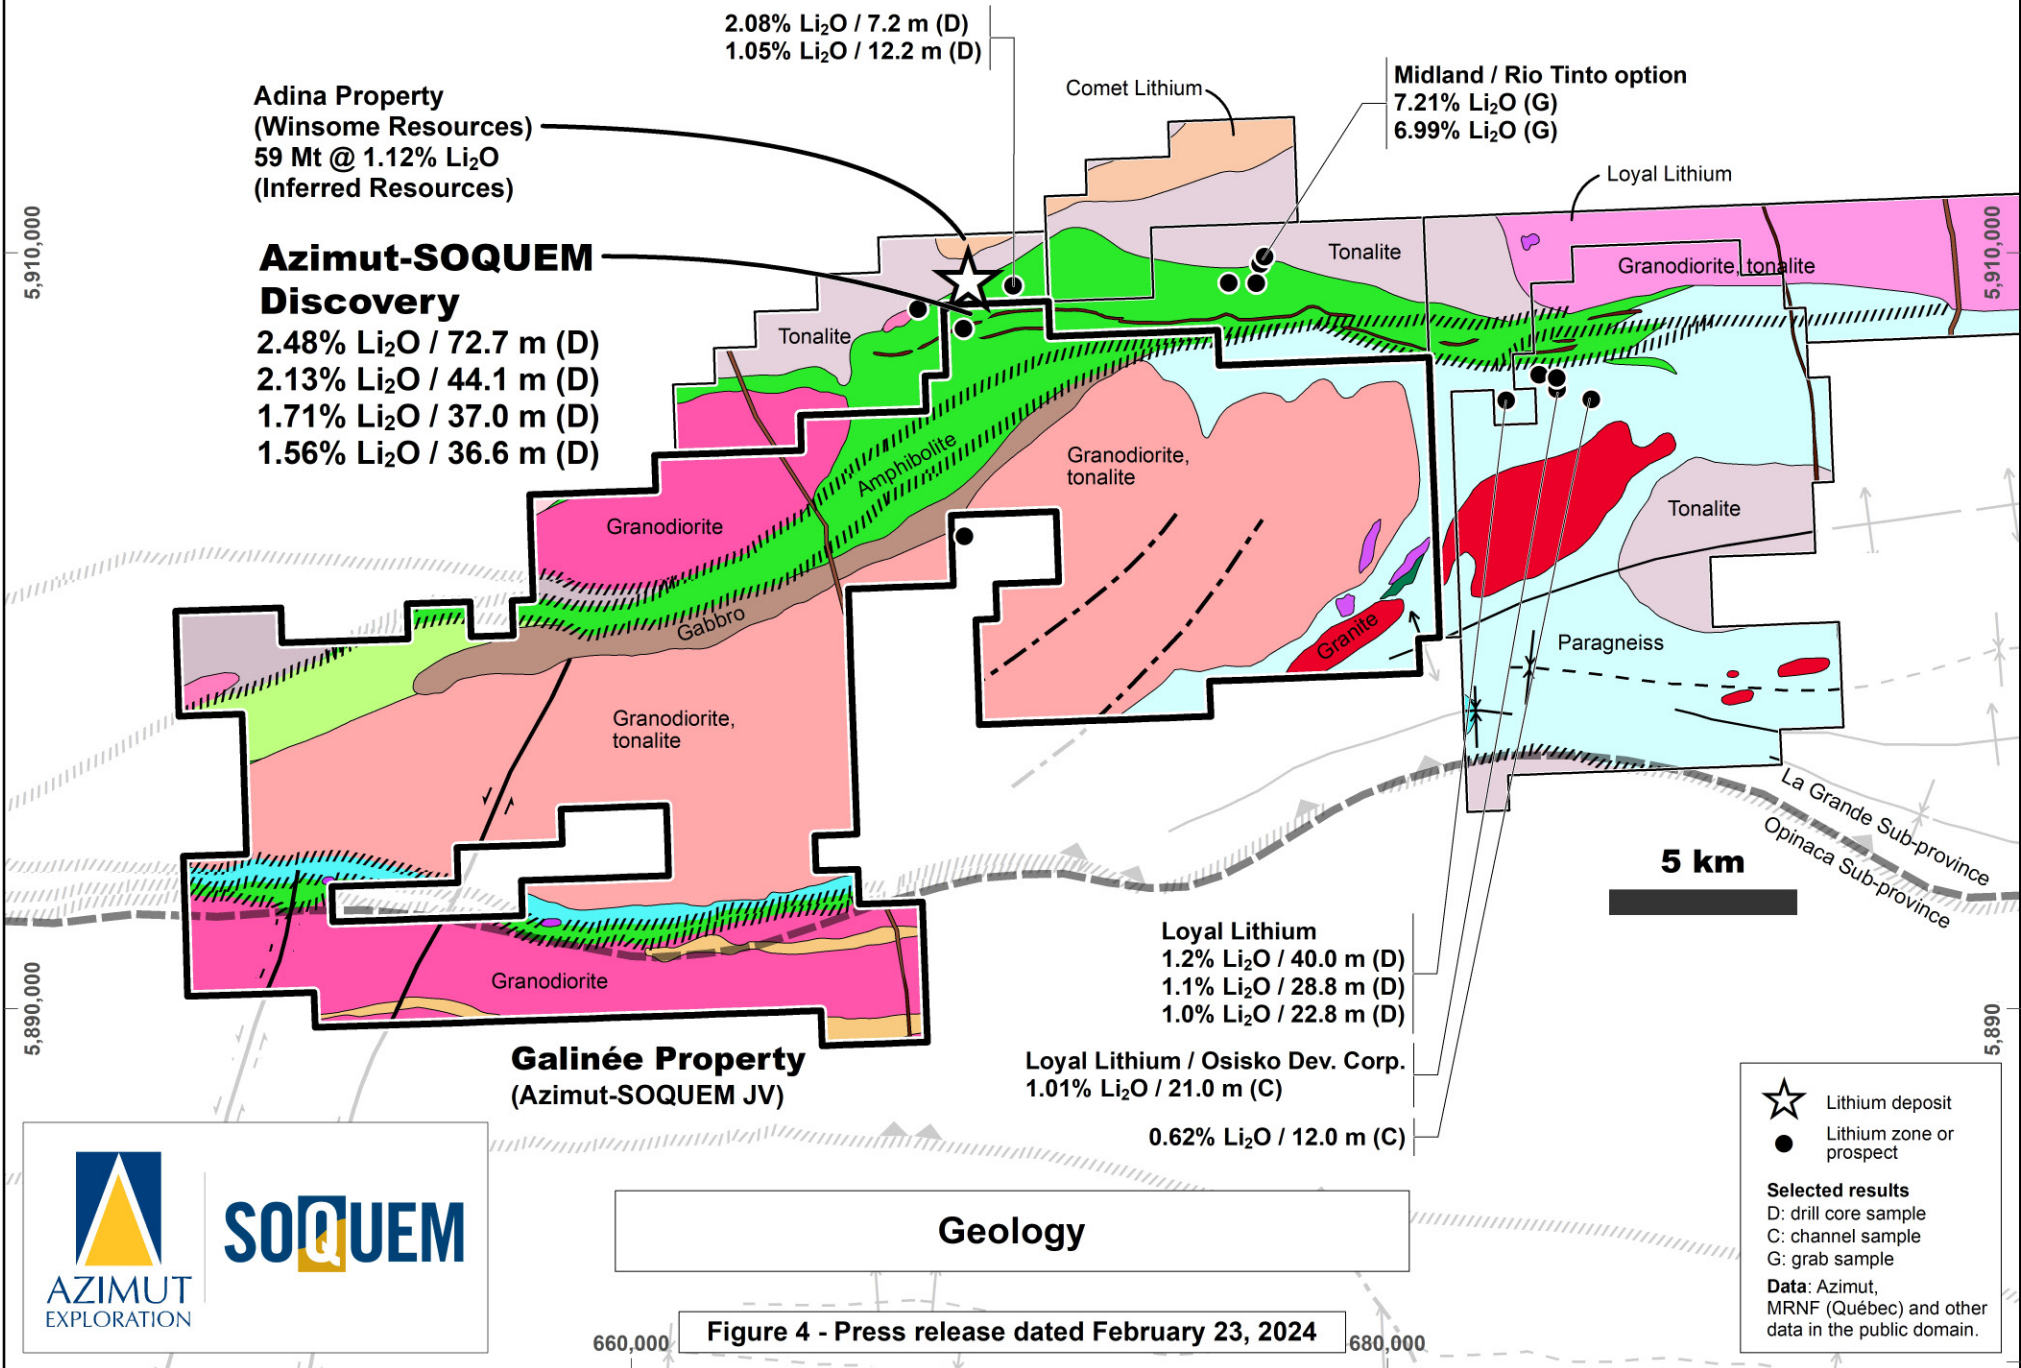 2.08% Li₂O / 7.2 m (D)
1.05% Li₂O / 12.2 m (D)
Adina Property
(Winsome Resources)
59 Mt @ 1.12% Li₂O
(Inferred Resources)
Comet Lithium
Midland / Rio Tinto option
7.21% Li₂O (G)
6.99% Li₂O (G)
Loyal Lithium
5,910,000
5,910,000
Azimut-SOQUEM
Discovery
2.48% Li₂O / 72.7 m (D)
2.13% Li₂O / 44.1 m (D)
1.71% Li₂O / 37.0 m (D)
1.56% Li₂O / 36.6 m (D)
Tonalite
Tonalite
Granodiorite, tonalite
Amphibolite
Granodiorite,
tonalite
Granodiorite
Tonalite
Gabbro
Granite
Paragneiss
Granodiorite,
tonalite
La Grande Sub-province
Opinaca Sub-province
5 km
Granodiorite
Loyal Lithium
1.2% Li₂O / 40.0 m (D)
1.1% Li₂O / 28.8 m (D)
1.0% Li₂O / 22.8 m (D)
5,890,000
5,890
Galinée Property
(Azimut-SOQUEM JV)
Loyal Lithium / Osisko Dev. Corp.
1.01% Li₂O / 21.0 m (C)
0.62% Li₂O / 12.0 m (C)
Lithium deposit
Lithium zone or
prospect
Selected results
D: drill core sample
C: channel sample
G: grab sample
Data: Azimut,
MRNF (Québec) and other
data in the public domain.
AZIMUT
EXPLORATION
SOQUEM
Geology
Figure 4 - Press release dated February 23, 2024
660,000
680,000